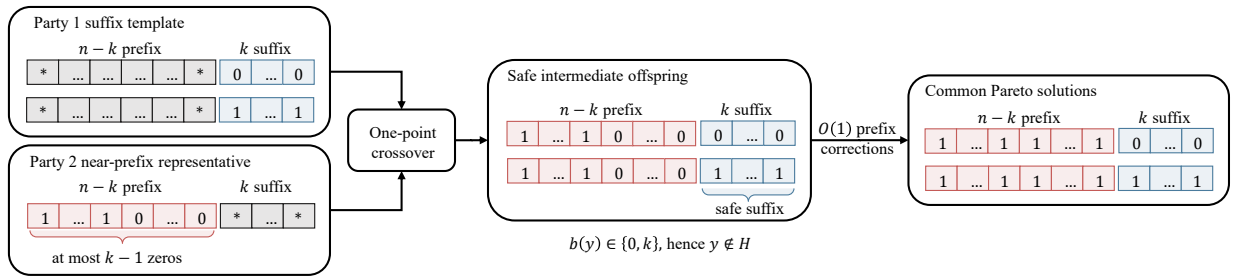 Party 1 suffix template
n − k prefix
k suffix
* ... ... ... ... * 0 ... 0
* ... ... ... ... * 1 ... 1
Party 2 near-prefix representative
n − k prefix
k suffix
1 ... 1 0 ... 0 * ... *
at most k − 1 zeros
One-point
crossover
Safe intermediate offspring
n − k prefix
k suffix
1 ... 1 0 ... 0 0 ... 0
1 ... 1 0 ... 0 1 ... 1
safe suffix
b(y) ∈ {0, k}, hence y ∉ H
O(1) prefix
corrections
Common Pareto solutions
n − k prefix
k suffix
1 ... 1 1 ... 1 0 ... 0
1 ... 1 1 ... 1 1 ... 1